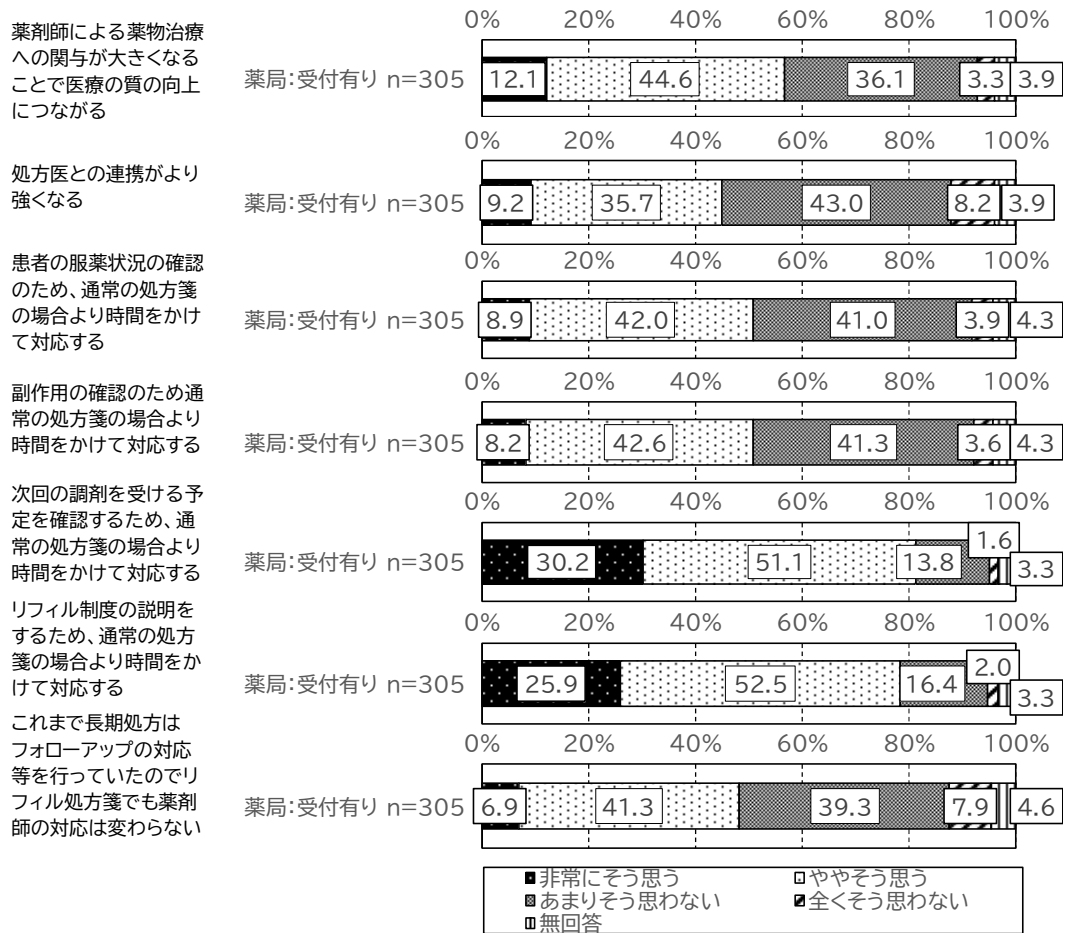 0% 20% 40% 60% 80% 100%
薬剤師による薬物治療
への関与が大きくなる
ことで医療の質の向上
につながる
薬局：受付有り n=305 12.1 44.6 36.1 3.3 3.9
0% 20% 40% 60% 80% 100%
処方医との連携がより
強くなる
薬局：受付有り n=305 9.2 35.7 43.0 8.2 3.9
0% 20% 40% 60% 80% 100%
患者の服薬状況の確認
のため、通常の処方箋
の場合より時間をかけ
て対応する
薬局：受付有り n=305 8.9 42.0 41.0 3.9 4.3
0% 20% 40% 60% 80% 100%
副作用の確認のため通
常の処方箋の場合より
時間をかけて対応する
薬局：受付有り n=305 8.2 42.6 41.3 3.6 4.3
0% 20% 40% 60% 80% 100%
次回の調剤を受ける予
定を確認するため、通
常の処方箋の場合より
時間をかけて対応する
薬局：受付有り n=305 30.2 51.1 13.8 1.6 3.3
0% 20% 40% 60% 80% 100%
リフィル制度の説明を
するため、通常の処方
箋の場合より時間をか
けて対応する
薬局：受付有り n=305 25.9 52.5 16.4 2.0 3.3
0% 20% 40% 60% 80% 100%
これまで長期処方は
フォローアップの対応
等を行っていたのでリ
フィル処方箋でも薬剤
師の対応は変わらない
薬局：受付有り n=305 6.9 41.3 39.3 7.9 4.6
非常にそう思う ややそう思う
あまりそう思わない 全くそう思わない
無回答